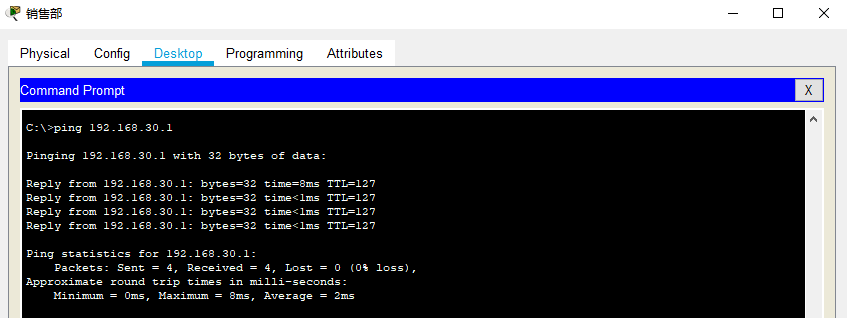 销售部
Physical Config Desktop Programming Attributes
Command Prompt X
C:\>ping 192.168.30.1
Pinging 192.168.30.1 with 32 bytes of data:
Reply from 192.168.30.1: bytes=32 time=8ms TTL=127
Reply from 192.168.30.1: bytes=32 time<1ms TTL=127
Reply from 192.168.30.1: bytes=32 time<1ms TTL=127
Reply from 192.168.30.1: bytes=32 time<1ms TTL=127
Ping statistics for 192.168.30.1:
Packets: Sent = 4, Received = 4, Lost = 0 (0% loss),
Approximate round trip times in milli-seconds:
Minimum = 0ms, Maximum = 8ms, Average = 2ms